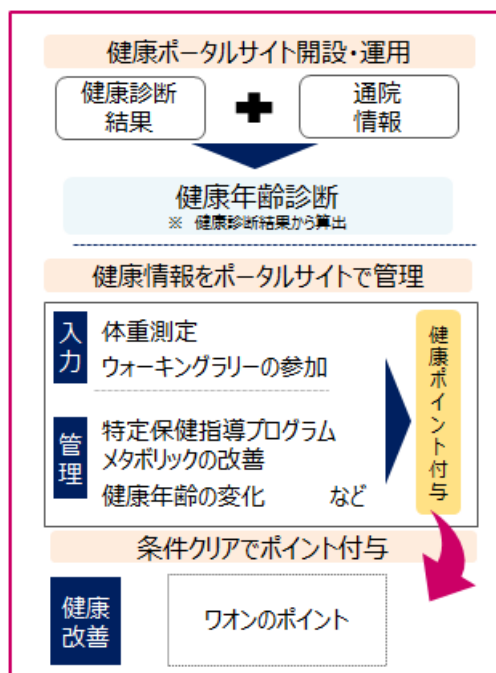 健康ポータルサイト開設・運用
健康診断
結果
通院
情報
健康年齢診断
※ 健康診断結果から算出
健康情報をポータルサイトで管理
入力
体重測定
ウォーキングラリーの参加
管理
特定保健指導プログラム
メタボリックの改善
健康年齢の変化 など
健康ポイント付与
条件クリアでポイント付与
健康
改善
ワオンのポイント